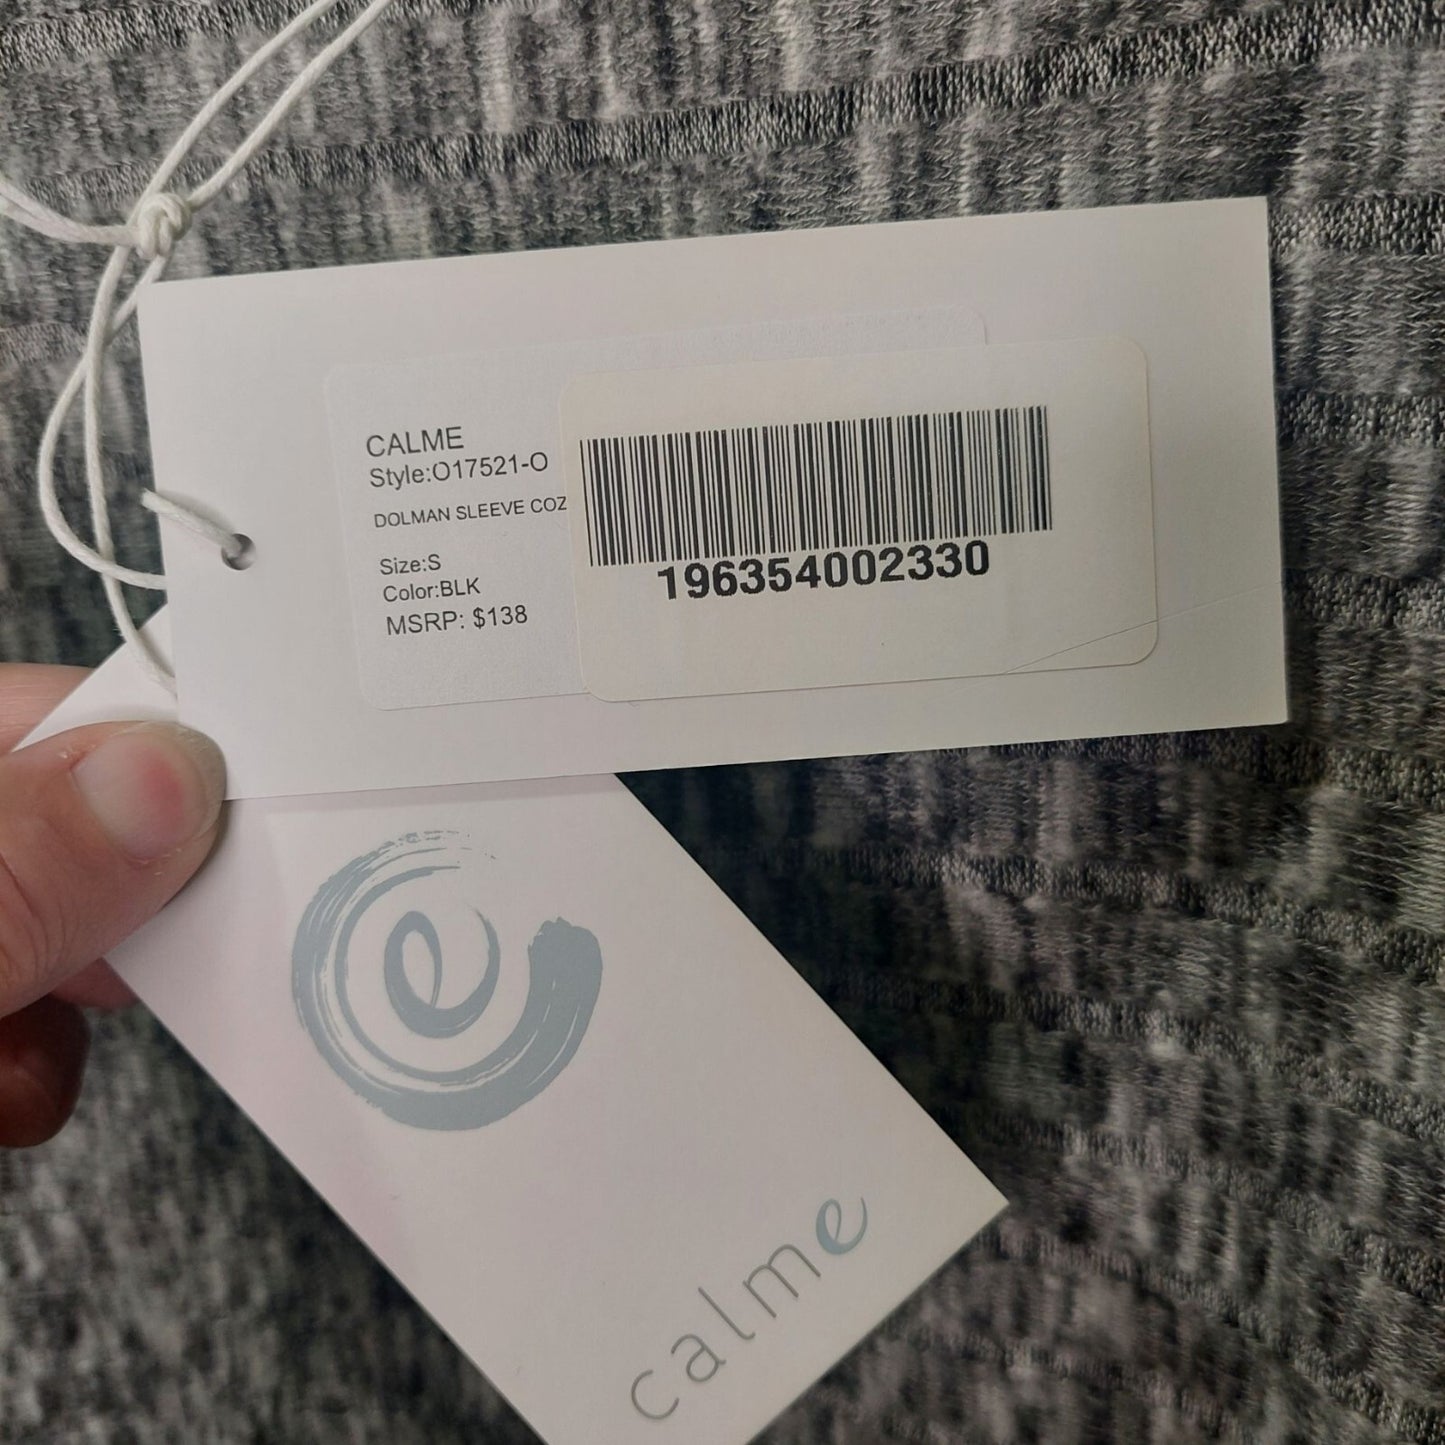 CALME
Style:O17521-O
DOLMAN SLEEVE COZ
Size:S
Color:BLK
MSRP: $138
196354002330
e
calme